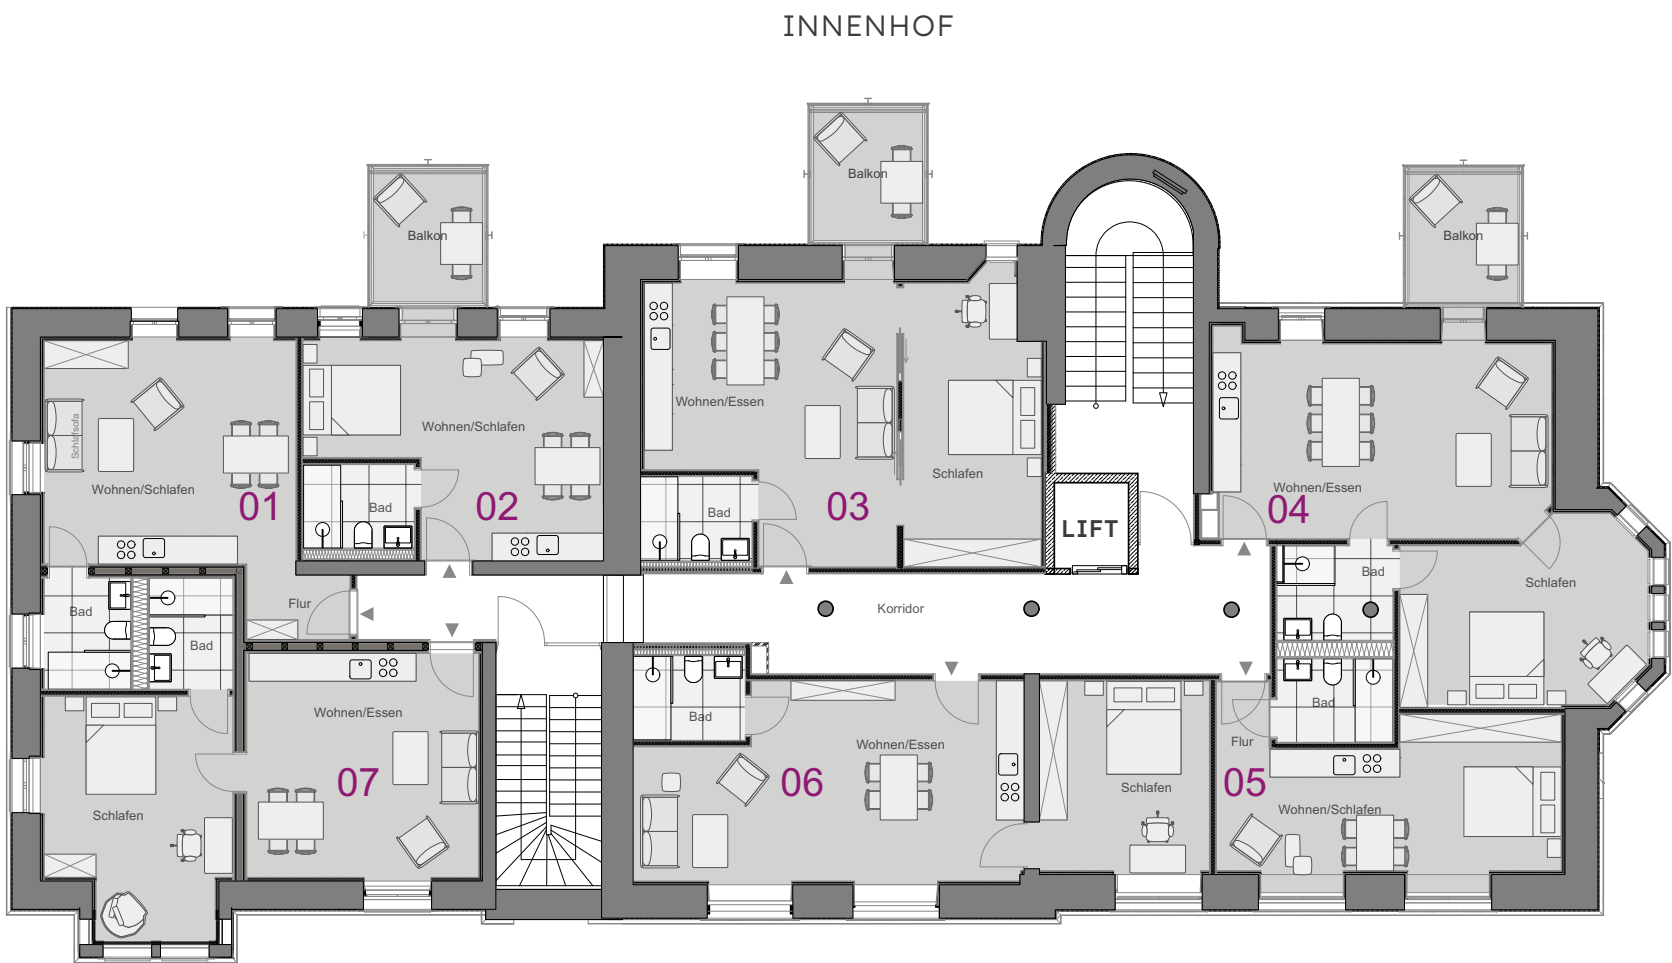 INNENHOF
Balkon
Balkon
Balkon
Wohnen/Essen
Schlafsofa
Wohnen/Schlafen
Schlafen
Wohnen/Schlafen
Wohnen/Essen
01
02
03
04
Bad
Bad
LIFT
Bad
Schlafen
Flur
Korridor
Bad
Bad
Bad
Bad
Wohnen/Essen
Flur
Wohnen/Essen
07
06
Schlafen
05
Schlafen
Wohnen/Schlafen